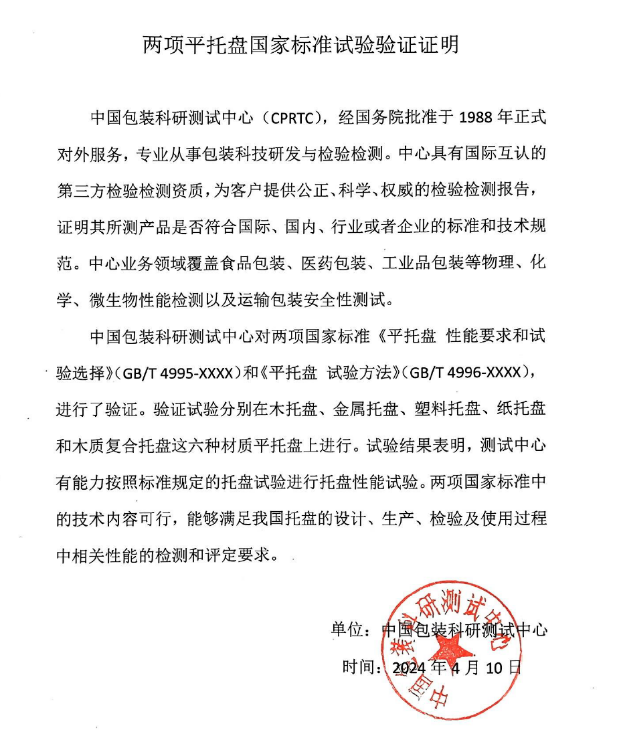 两项平托盘国家标准试验验证证明
中国包装科研测试中心（CPRTC），经国务院批准于 1988 年正式
对外服务，专业从事包装科技研发与检验检测。中心具有国际互认的
第三方检验检测资质，为客户提供公正、科学、权威的检验检测报告，
证明其所测产品是否符合国际、国内、行业或者企业的标准和技术规
范。中心业务领域覆盖食品包装、医药包装、工业品包装等物理、化
学、微生物性能检测以及运输包装安全性测试。
中国包装科研测试中心对两项国家标准《平托盘 性能要求和试
验选择》（GB/T 4995-XXXX）和《平托盘 试验方法》（GB/T 4996-XXXX），
进行了验证。验证试验分别在木托盘、金属托盘、塑料托盘、纸托盘
和木质复合托盘这六种材质平托盘上进行。试验结果表明，测试中心
有能力按照标准规定的托盘试验进行托盘性能试验。两项国家标准中
的技术内容可行，能够满足我国托盘的设计、生产、检验及使用过程
中相关性能的检测和评定要求。
单位：中国包装科研测试中心
时间：2024 年 4 月 10 日
中国包装科研测试中心